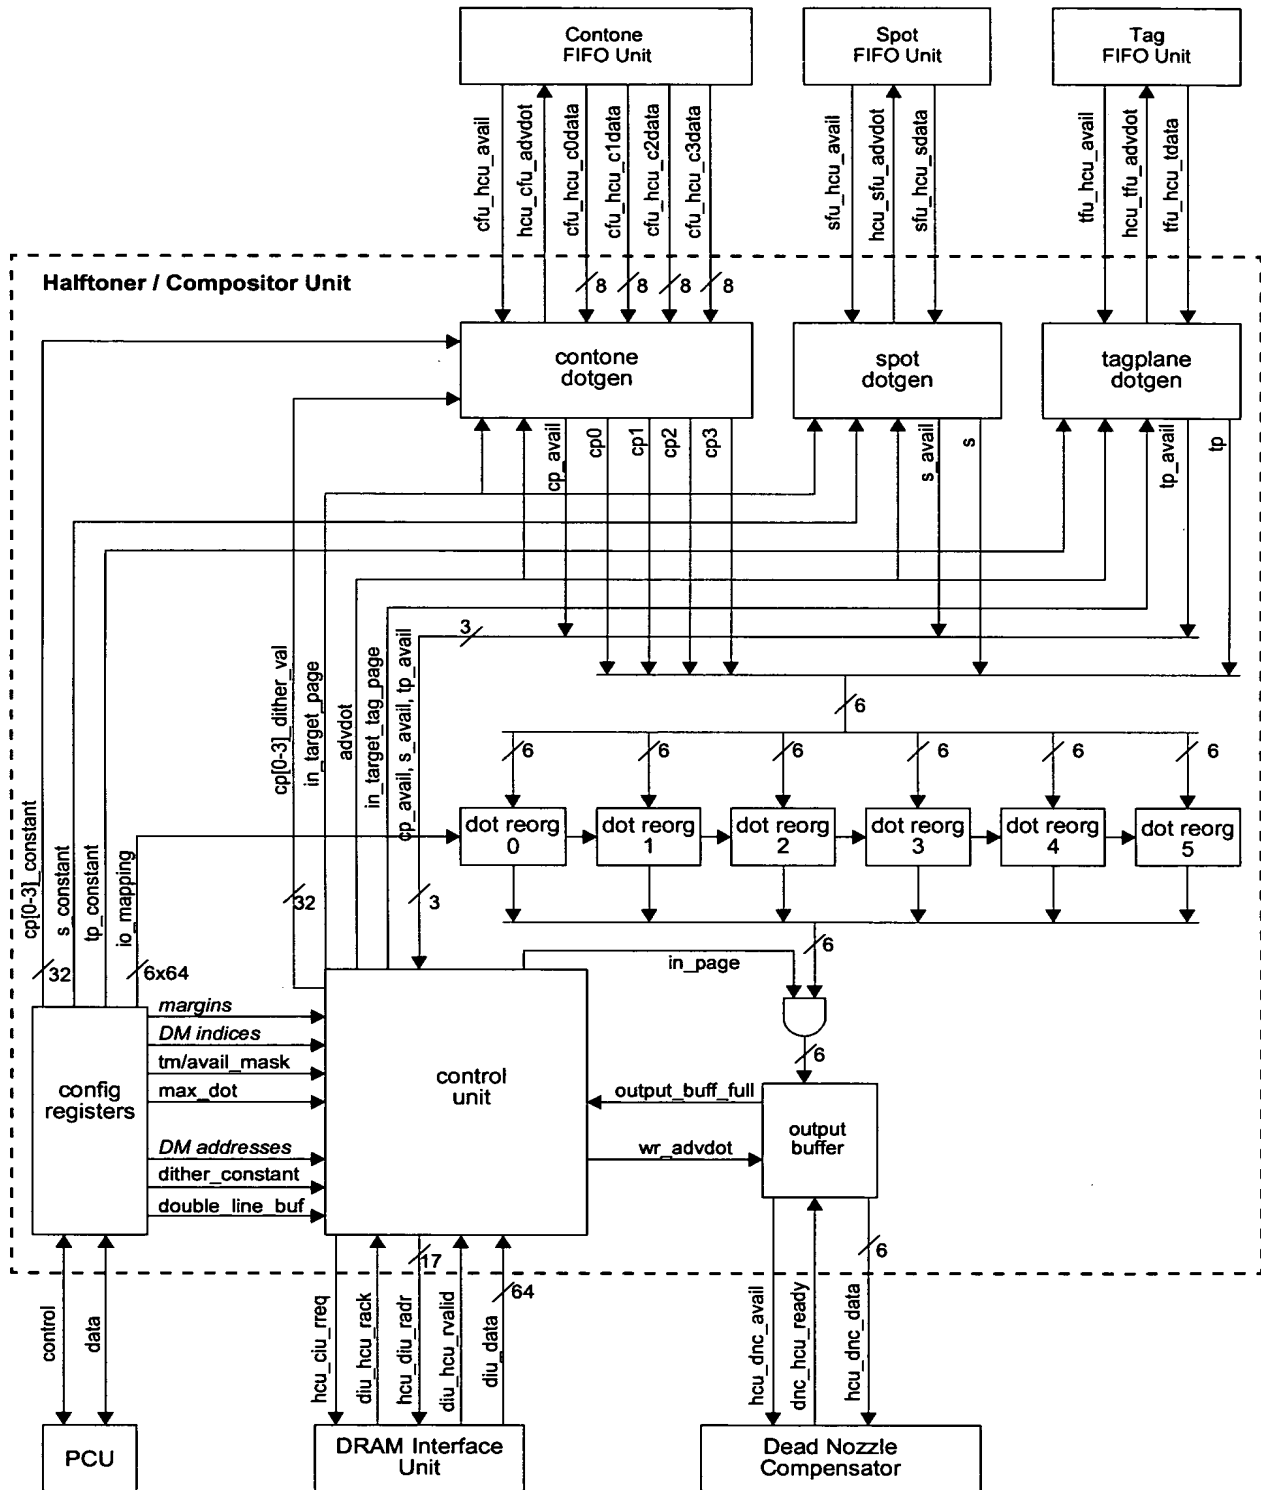 Contone
FIFO Unit
Spot
FIFO Unit
Tag
FIFO Unit
cfu_hcu_avail
hcu_cfu_advdot
cfu_hcu_c0data
cfu_hcu_c1data
cfu_hcu_c2data
cfu_hcu_c3data
sfu_hcu_avail
hcu_sfu_advdot
sfu_hcu_sdata
tfu_hcu_avail
hcu_tfu_advdot
tfu_hcu_tdata
Halftoner / Compositor Unit
8
8
8
8
contone
dotgen
spot
dotgen
tagplane
dotgen
cp_avail
cp0
cp1
cp2
cp3
s_avail
s
tp_avail
tp
3
cp[0-3]_dither_val
in_target_page
advdot
in_target_tag_page
cp_avail, s_avail, tp_avail
6
6
6
6
6
6
6
dot reorg
0
dot reorg
1
dot reorg
2
dot reorg
3
dot reorg
4
dot reorg
5
cp[0-3]_constant
s_constant
tp_constant
io_mapping
32
3
32
6x64
in_page
6
6
config
registers
margins
DM indices
tm/avail_mask
max_dot
DM addresses
dither_constant
double_line_buf
control
unit
output_buff_full
wr_advdot
output
buffer
17
64
6
control
data
hcu_ciu_rreq
diu_hcu_rack
hcu_diu_radr
diu_hcu_rvalid
diu_data
hcu_dnc_avail
dnc_hcu_ready
hcu_dnc_data
PCU
DRAM Interface
Unit
Dead Nozzle
Compensator